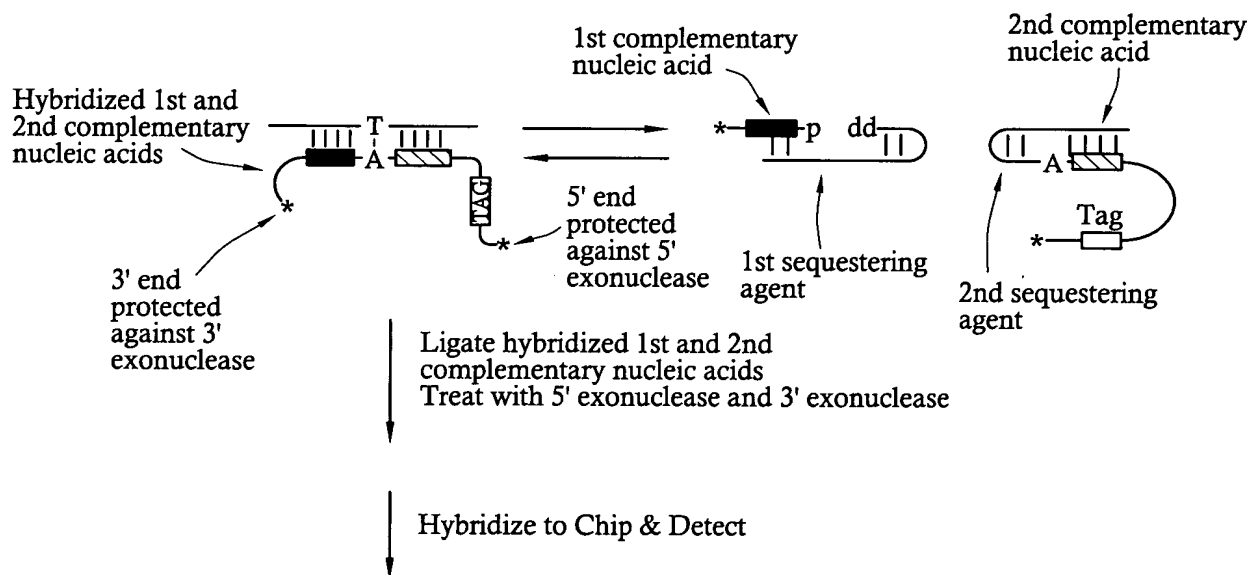 1st complementary
nucleic acid
2nd complementary
nucleic acid
Hybridized 1st and
2nd complementary
nucleic acids
T
A
TAG
*
*
* p dd
A
Tag
*
3' end
protected
against 3'
exonuclease
5' end
protected
against 5'
exonuclease
1st sequestering
agent
2nd sequestering
agent
Ligate hybridized 1st and 2nd
complementary nucleic acids
Treat with 5' exonuclease and 3' exonuclease
Hybridize to Chip & Detect